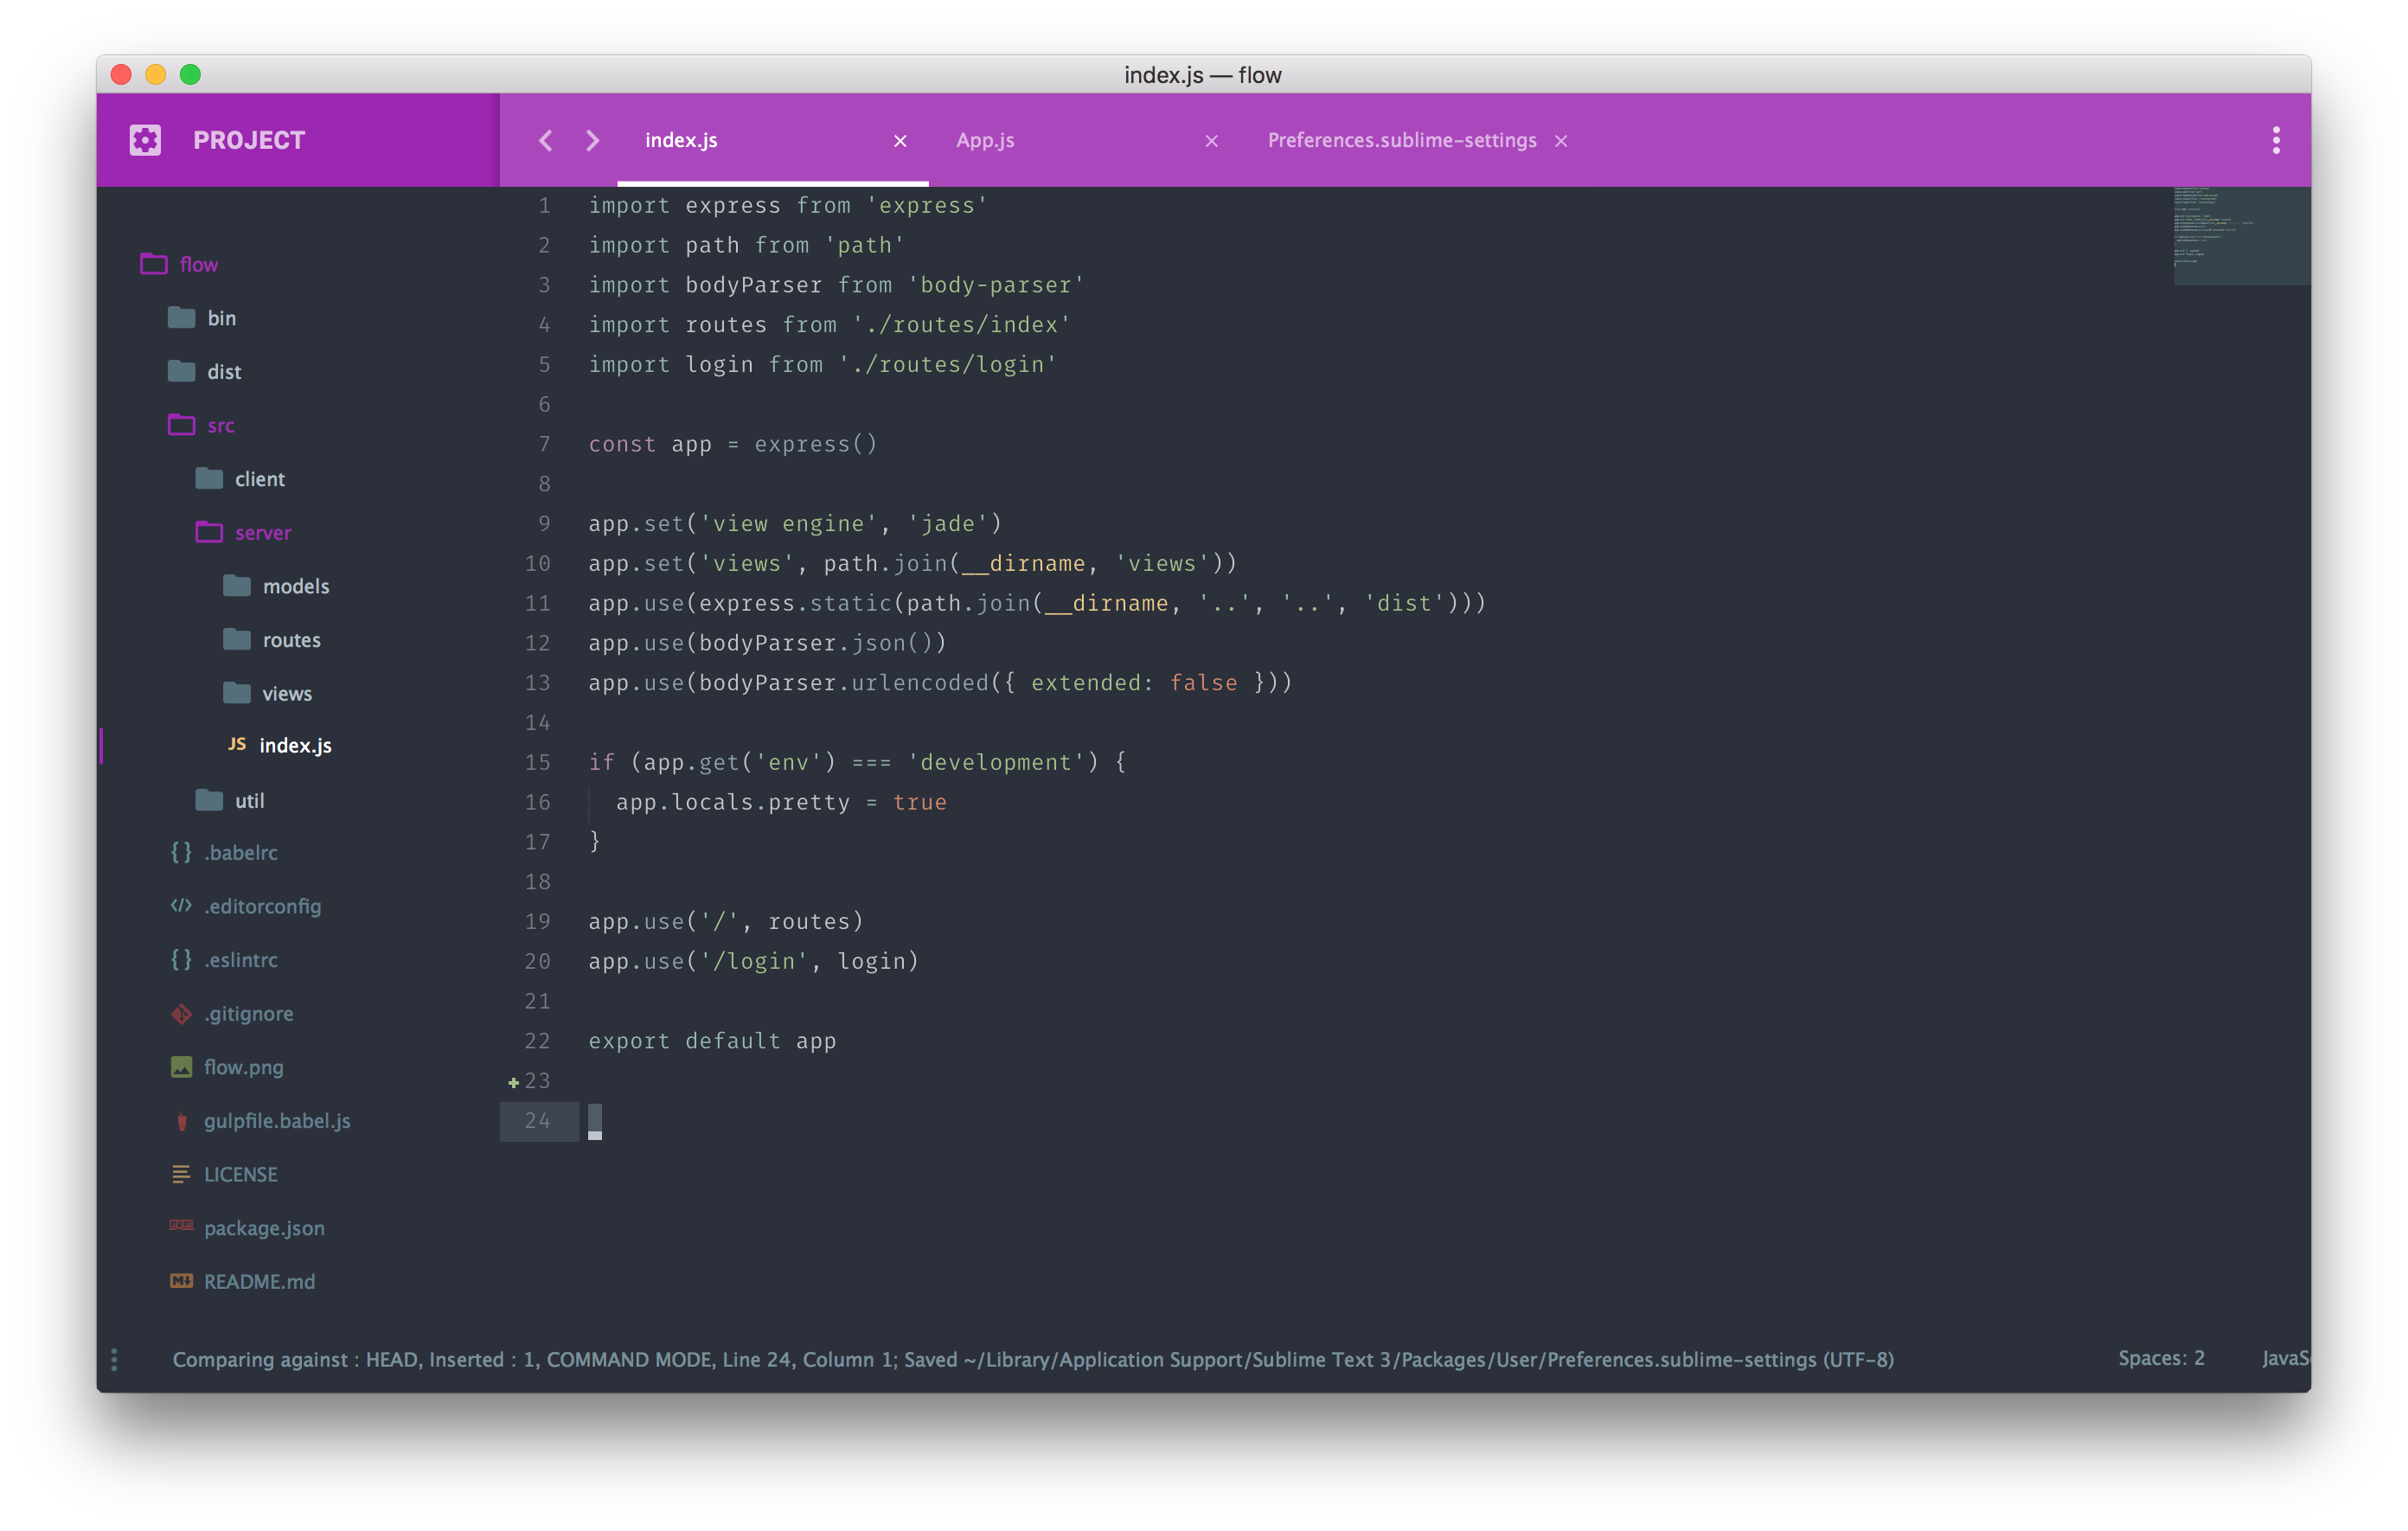 index.js — flow
PROJECT
index.js
App.js
Preferences.sublime-settings
flow
bin
dist
src
client
server
models
routes
views
JS index.js
util
{ } .babelrc
</> .editorconfig
{ } .eslintrc
.gitignore
flow.png
gulpfile.babel.js
LICENSE
package.json
README.md
1 import express from 'express'
2 import path from 'path'
3 import bodyParser from 'body-parser'
4 import routes from './routes/index'
5 import login from './routes/login'
6
7 const app = express()
8
9 app.set('view engine', 'jade')
10 app.set('views', path.join(__dirname, 'views'))
11 app.use(express.static(path.join(__dirname, '..', '..', 'dist')))
12 app.use(bodyParser.json())
13 app.use(bodyParser.urlencoded({ extended: false }))
14
15 if (app.get('env') === 'development') {
16   app.locals.pretty = true
17 }
18
19 app.use('/', routes)
20 app.use('/login', login)
21
22 export default app
+ 23
24
Comparing against : HEAD, Inserted : 1, COMMAND MODE, Line 24, Column 1; Saved ~/Library/Application Support/Sublime Text 3/Packages/User/Preferences.sublime-settings (UTF-8)
Spaces: 2
JavaS